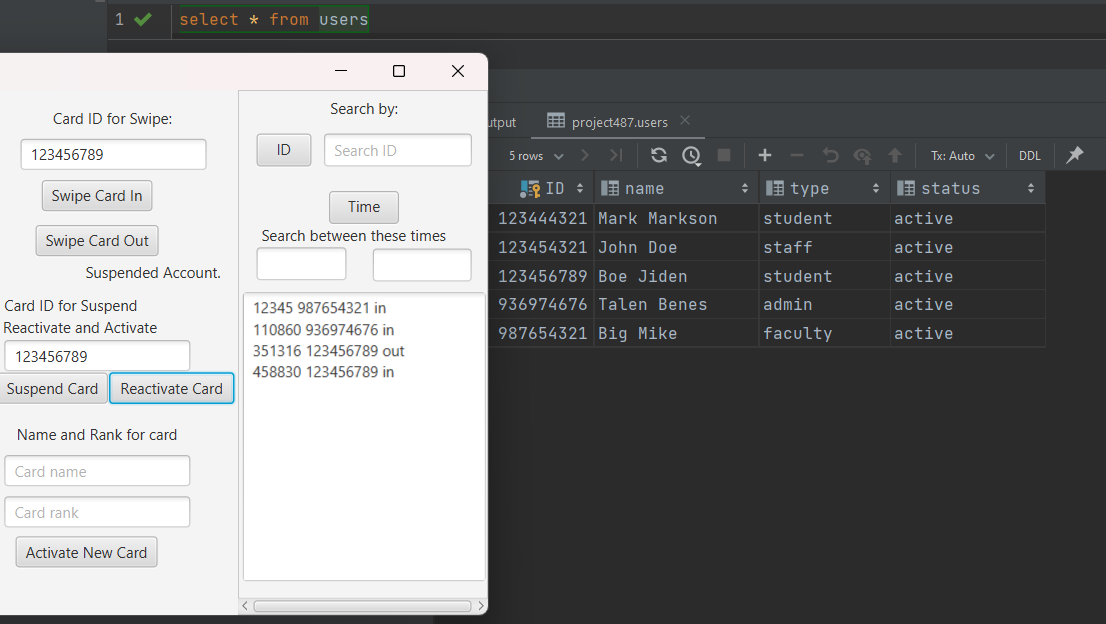 1 select * from users
Card ID for Swipe:
123456789
Swipe Card In
Swipe Card Out
Suspended Account.
Card ID for Suspend
Reactivate and Activate
123456789
Suspend Card Reactivate Card
Name and Rank for card
Card name
Card rank
Activate New Card
Search by:
ID Search ID
Time
Search between these times
12345 987654321 in
110860 936974676 in
351316 123456789 out
458830 123456789 in
utput project487.users
5 rows Tx: Auto DDL
ID name type status
123444321 Mark Markson student active
123454321 John Doe staff active
123456789 Boe Jiden student active
936974676 Talen Benes admin active
987654321 Big Mike faculty active